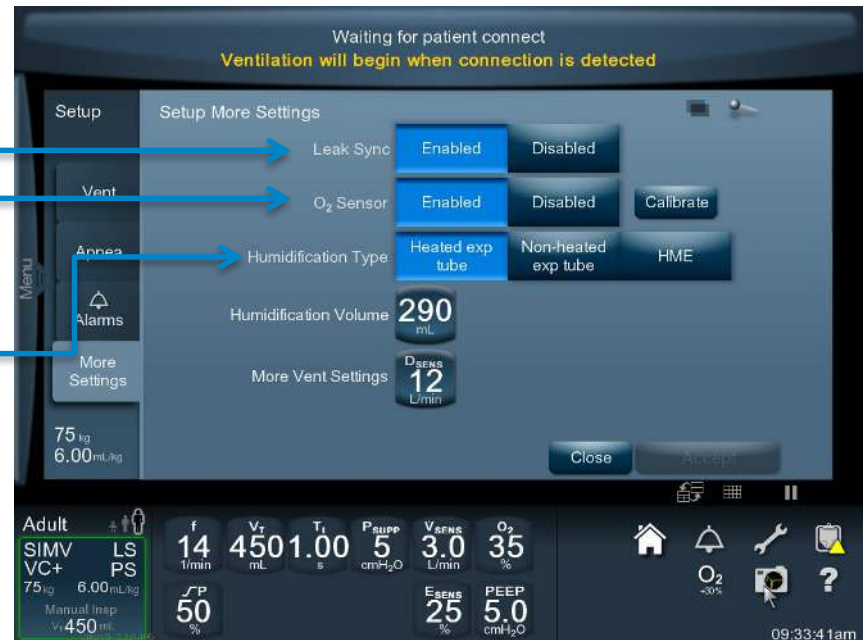 Waiting for patient connect
Ventilation will begin when connection is detected
Setup
Setup More Settings
Leak Sync
Enabled
Disabled
Vent
O2 Sensor
Enabled
Disabled
Calibrate
Apnea
Humidification Type
Heated exp tube
Non-heated exp tube
HME
Menu
Alarms
Humidification Volume
290 mL
More Settings
More Vent Settings
DSENS 12 L/min
75 kg
6.00 mL/kg
Close
Accept
Adult
SIMV LS
VC+ PS
75 kg 6.00 mL/kg
Manual Insp
VT 450 mL
f 14 1/min
VT 450 mL
TI 1.00 s
PSUPP 5 cmH2O
VSENS 3.0 L/min
O2 35 %
P 50 %
ESENS 25 %
PEEP 5.0 cmH2O
O2
+30%
?
09:33:41am